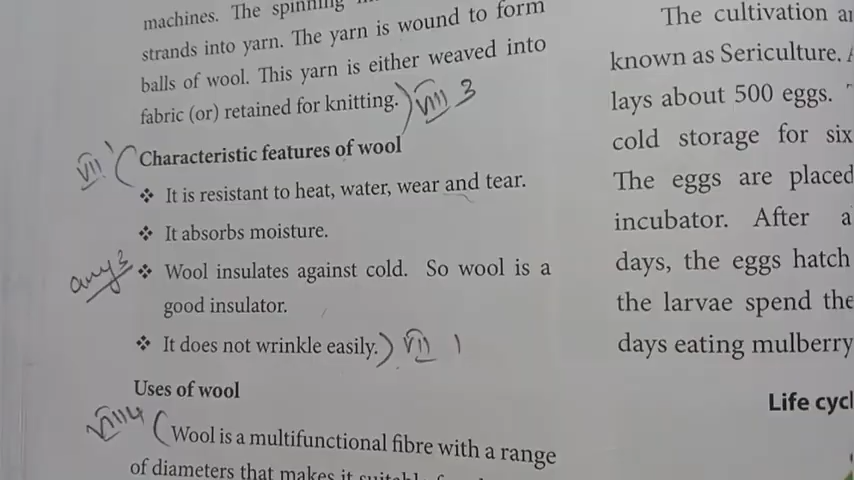 machines. The spinning
strands into yarn. The yarn is wound to form
balls of wool. This yarn is either weaved into
fabric (or) retained for knitting.) VIII 3
VII 1 (Characteristic features of wool
❖ It is resistant to heat, water, wear and tear.
❖ It absorbs moisture.
any 3 ❖ Wool insulates against cold. So wool is a
good insulator.
❖ It does not wrinkle easily.) VII 1
Uses of wool
VIII 4 (Wool is a multifunctional fibre with a range
of diameters that makes it
The cultivation
known as Sericulture.
lays about 500 eggs.
cold storage for six
The eggs are placed
incubator. After a
days, the eggs hatch
the larvae spend the
days eating mulberry
Life